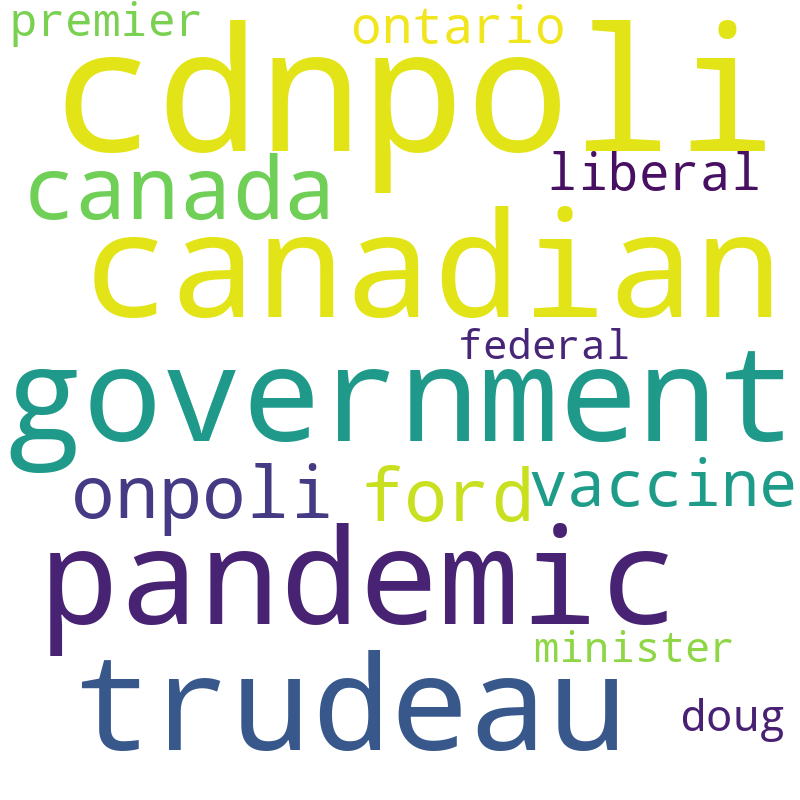 premier
ontario
cdnpoli
canada
liberal
canadian
federal
government
onpoli
ford
vaccine
pandemic
minister
trudeau
doug